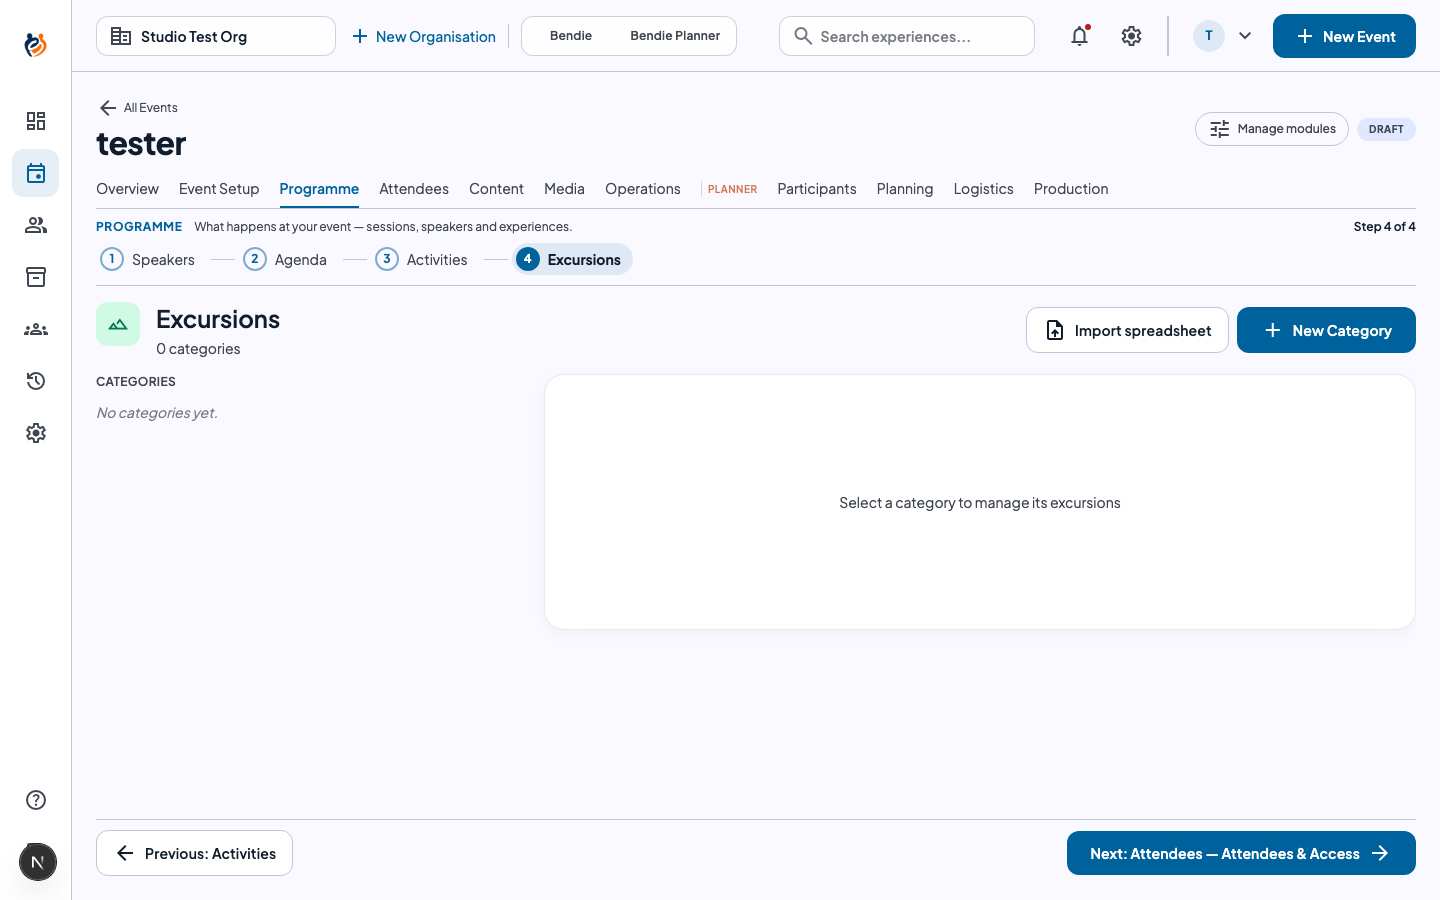 Studio Test Org
New Organisation
Bendie
Bendie Planner
Search experiences...
T
New Event
All Events
tester
Manage modules
DRAFT
Overview
Event Setup
Programme
Attendees
Content
Media
Operations
PLANNER
Participants
Planning
Logistics
Production
PROGRAMME
What happens at your event — sessions, speakers and experiences.
Step 4 of 4
1 Speakers
2 Agenda
3 Activities
4 Excursions
Excursions
0 categories
Import spreadsheet
New Category
CATEGORIES
No categories yet.
Select a category to manage its excursions
N
Previous: Activities
Next: Attendees — Attendees & Access